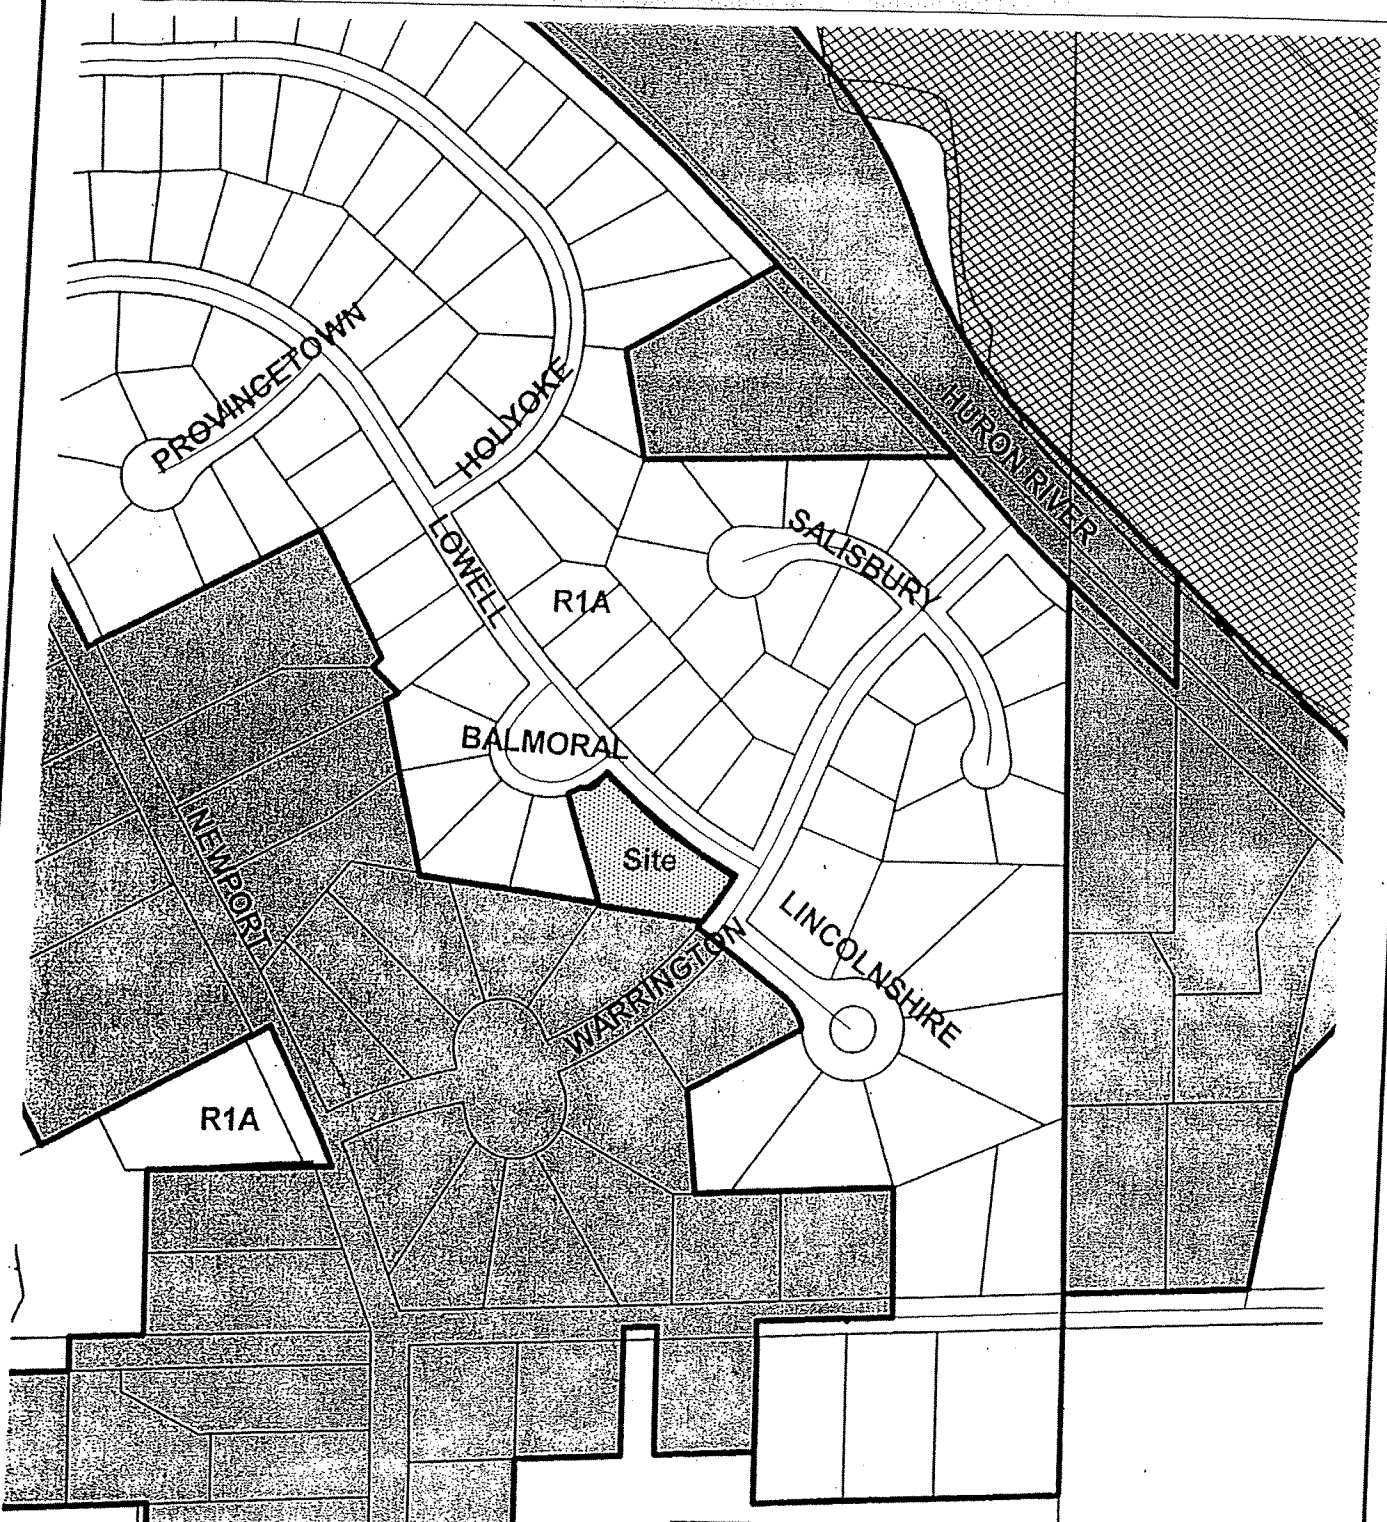 PROVINCETOWN
HOLYOKE
HURON RIVER
SALISBURY
LOWELL
R1A
BALMORAL
NEWPORT
Site
LINCOLNSHIRE
WARRINGTON
R1A